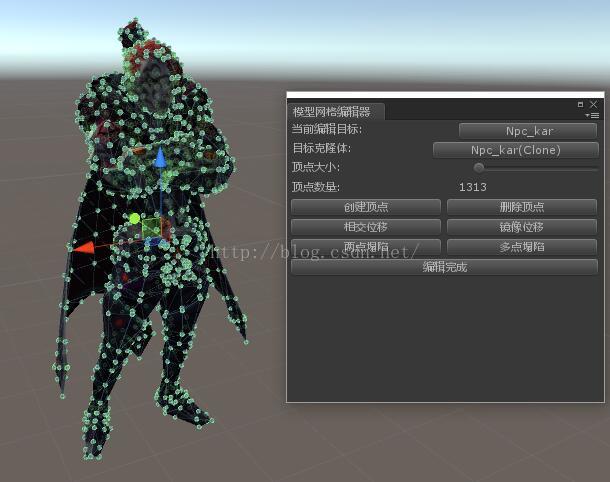 模型网格编辑器
当前编辑目标: Npc_kar
目标克隆体: Npc_kar(Clone)
顶点大小:
顶点数量: 1313
创建顶点 删除顶点
相交位移 镜像位移
两点塌陷 多点塌陷
http://blog.csdn.net/
编辑完成